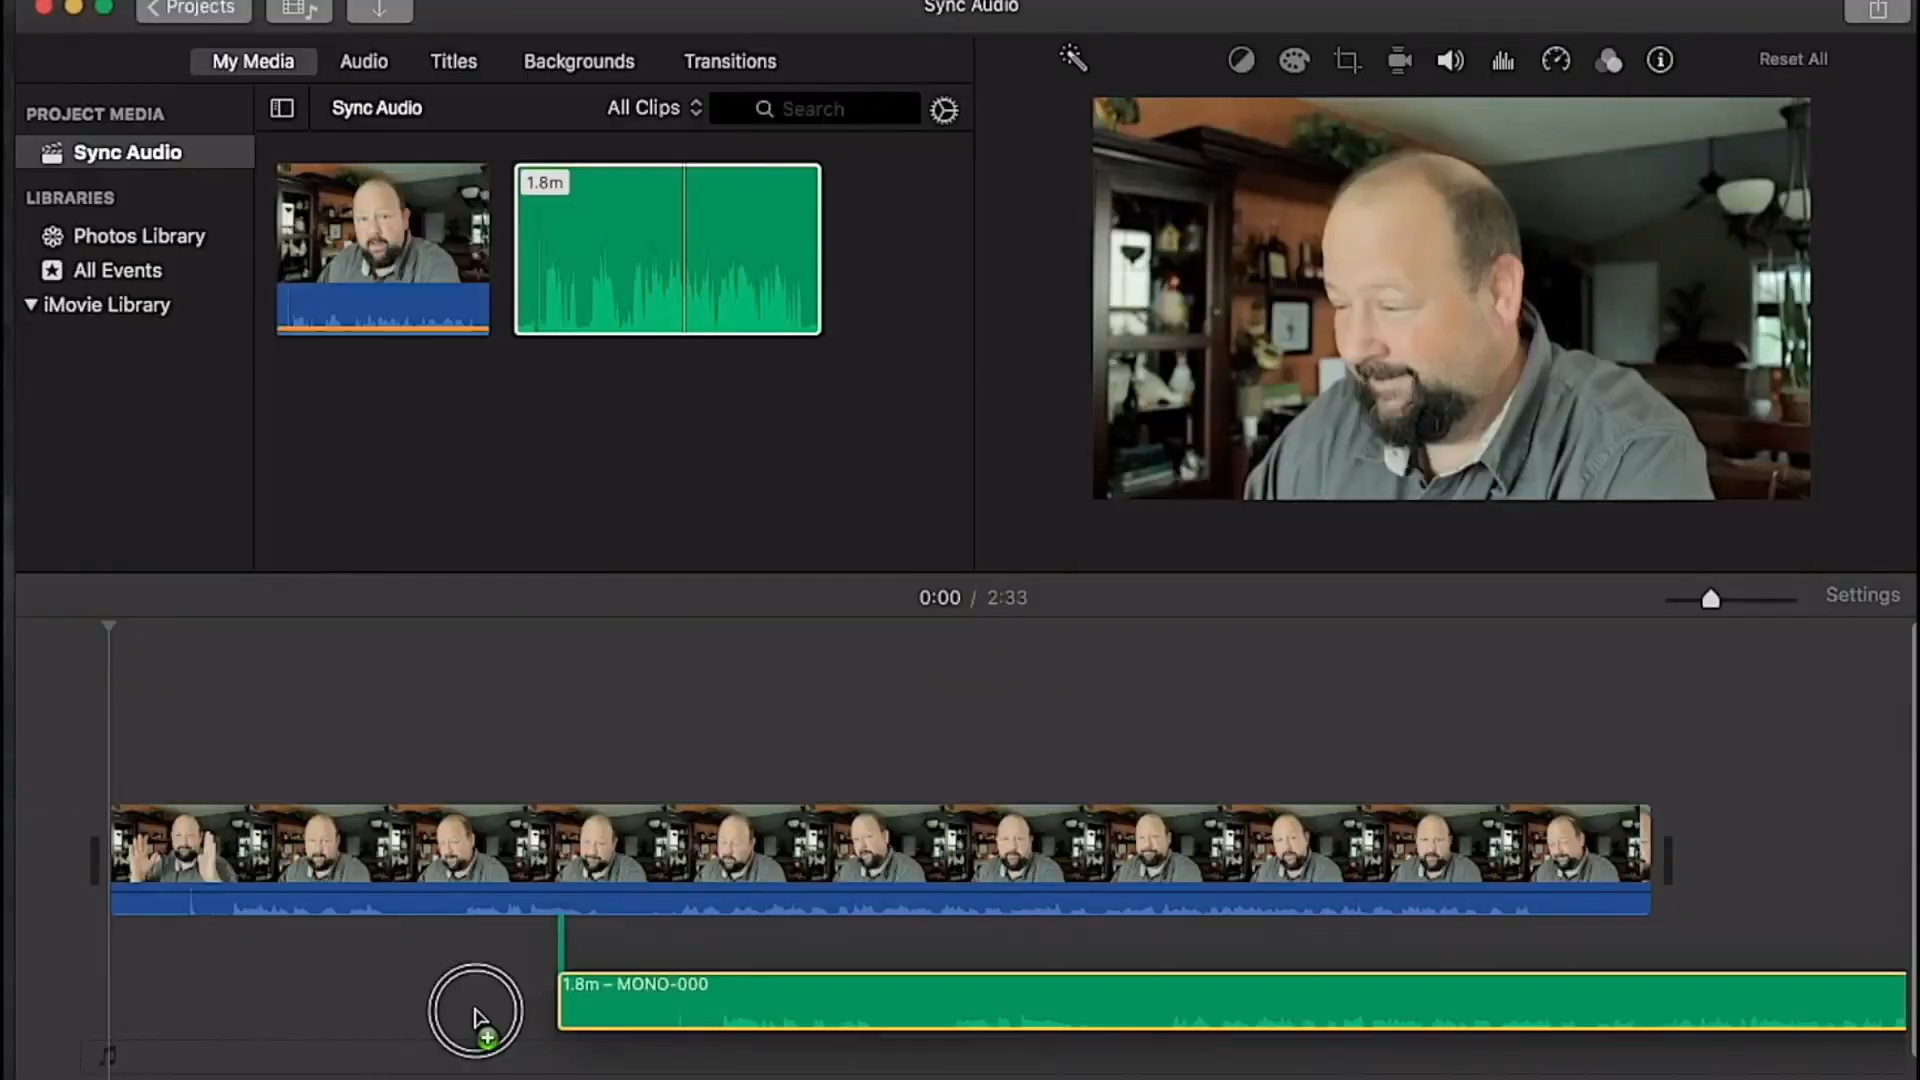 Projects
Sync Audio
My Media
Audio
Titles
Backgrounds
Transitions
Reset All
PROJECT MEDIA
Sync Audio
All Clips
Search
Sync Audio
LIBRARIES
Photos Library
All Events
iMovie Library
1.8m
0:00 / 2:33
Settings
1.8m – MONO-000